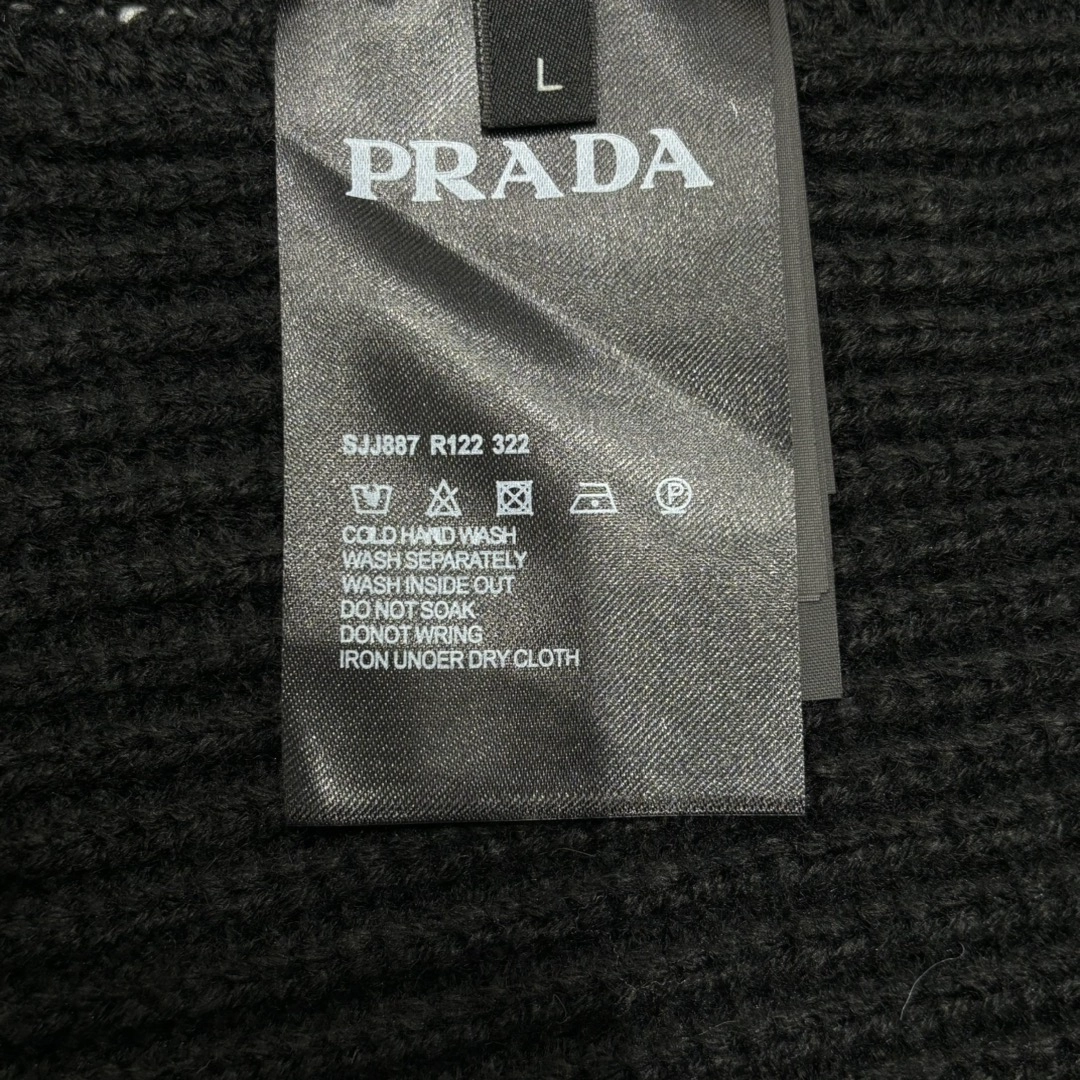 L
PRADA
SJJ887 R122 322
P
COLD HAND WASH
WASH SEPARATELY
WASH INSIDE OUT
DO NOT SOAK
DONOT WRING
IRON UNOER DRY CLOTH